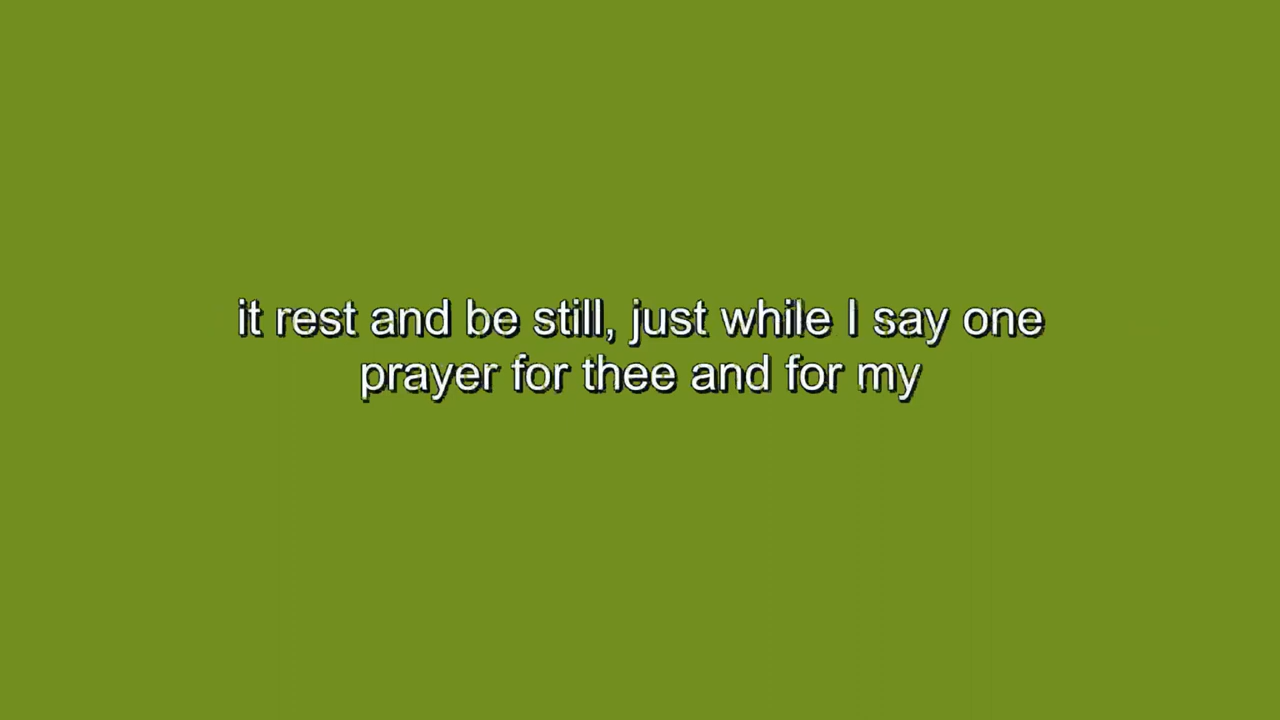 it rest and be still, just while I say one
prayer for thee and for my